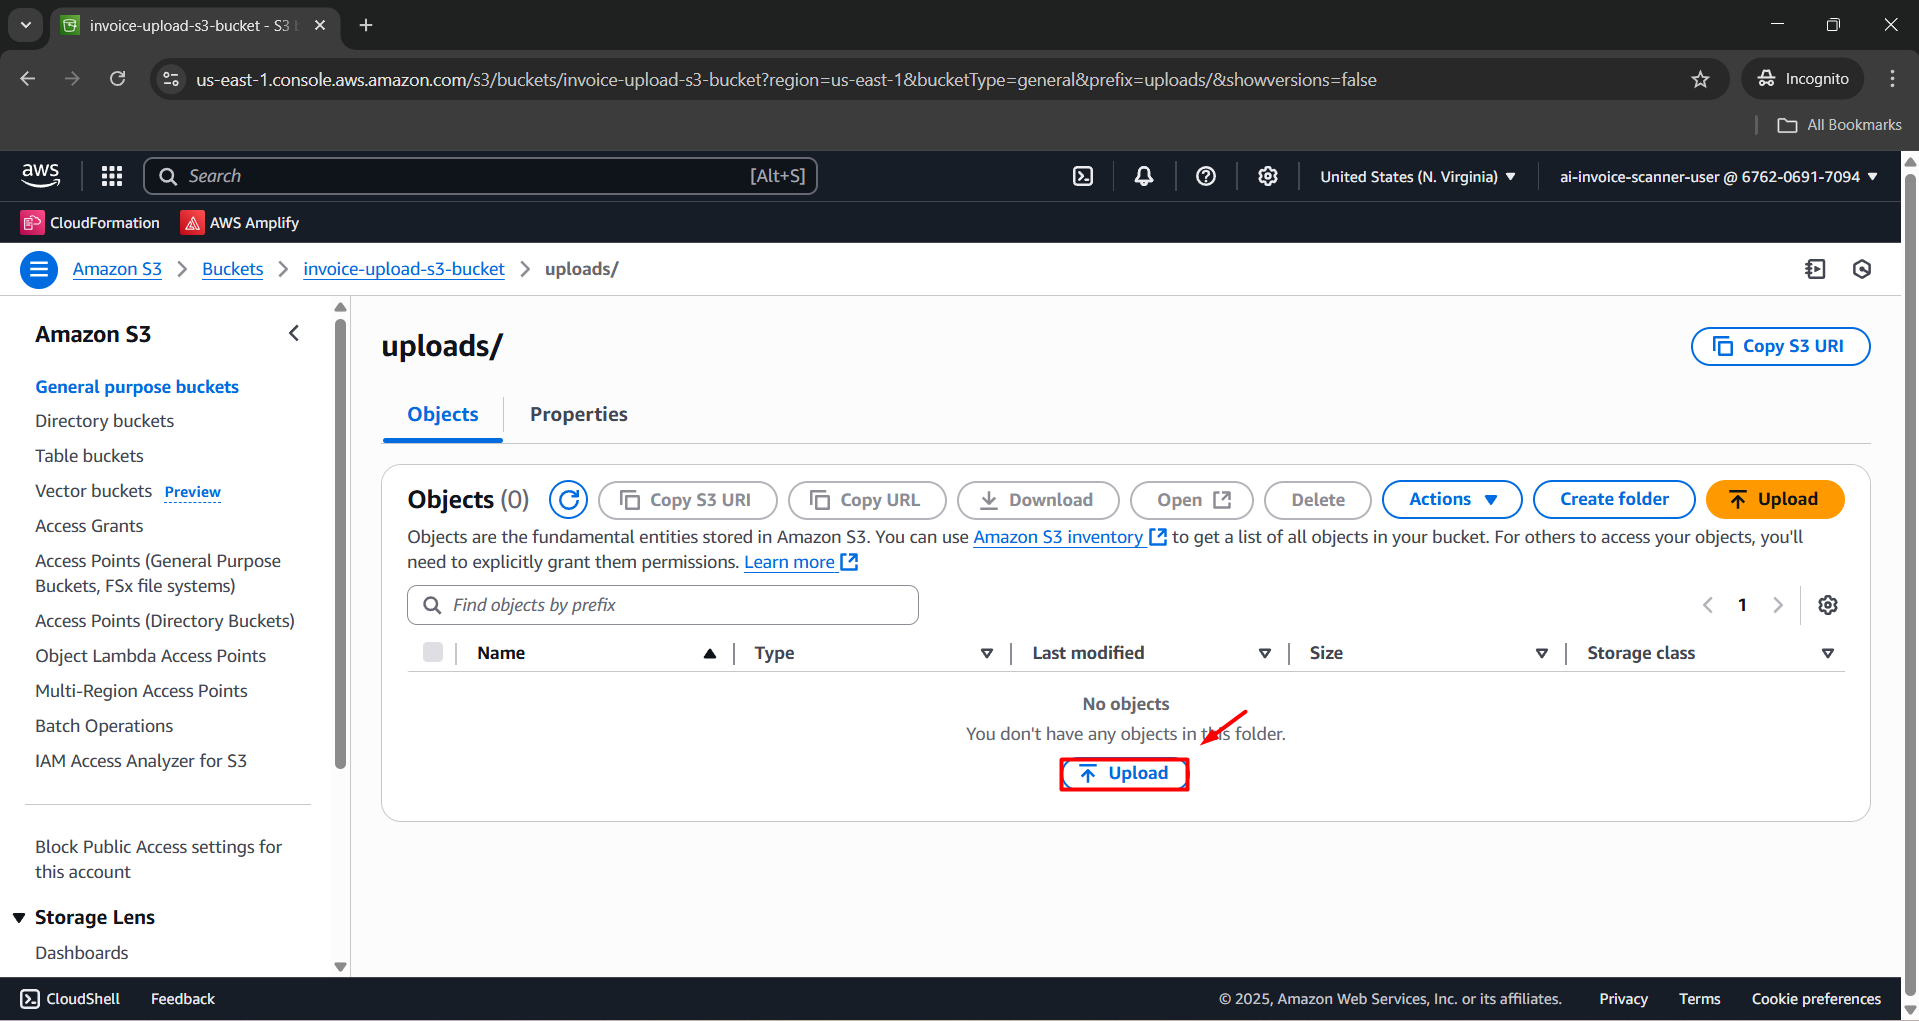 invoice-upload-s3-bucket - S3 b
us-east-1.console.aws.amazon.com/s3/buckets/invoice-upload-s3-bucket?region=us-east-1&bucketType=general&prefix=uploads/&showversions=false
Incognito
All Bookmarks
aws
Search
[Alt+S]
United States (N. Virginia)
ai-invoice-scanner-user @ 6762-0691-7094
CloudFormation
AWS Amplify
Amazon S3
Buckets
invoice-upload-s3-bucket
uploads/
Amazon S3
General purpose buckets
Directory buckets
Table buckets
Vector buckets Preview
Access Grants
Access Points (General Purpose
Buckets, FSx file systems)
Access Points (Directory Buckets)
Object Lambda Access Points
Multi-Region Access Points
Batch Operations
IAM Access Analyzer for S3
Block Public Access settings for
this account
Storage Lens
Dashboards
uploads/
Copy S3 URI
Objects
Properties
Objects (0)
Copy S3 URI
Copy URL
Download
Open
Delete
Actions
Create folder
Upload
Objects are the fundamental entities stored in Amazon S3. You can use Amazon S3 inventory to get a list of all objects in your bucket. For others to access your objects, you'll
need to explicitly grant them permissions. Learn more
Find objects by prefix
1
Name
Type
Last modified
Size
Storage class
No objects
You don't have any objects in this folder.
Upload
CloudShell
Feedback
© 2025, Amazon Web Services, Inc. or its affiliates.
Privacy
Terms
Cookie preferences